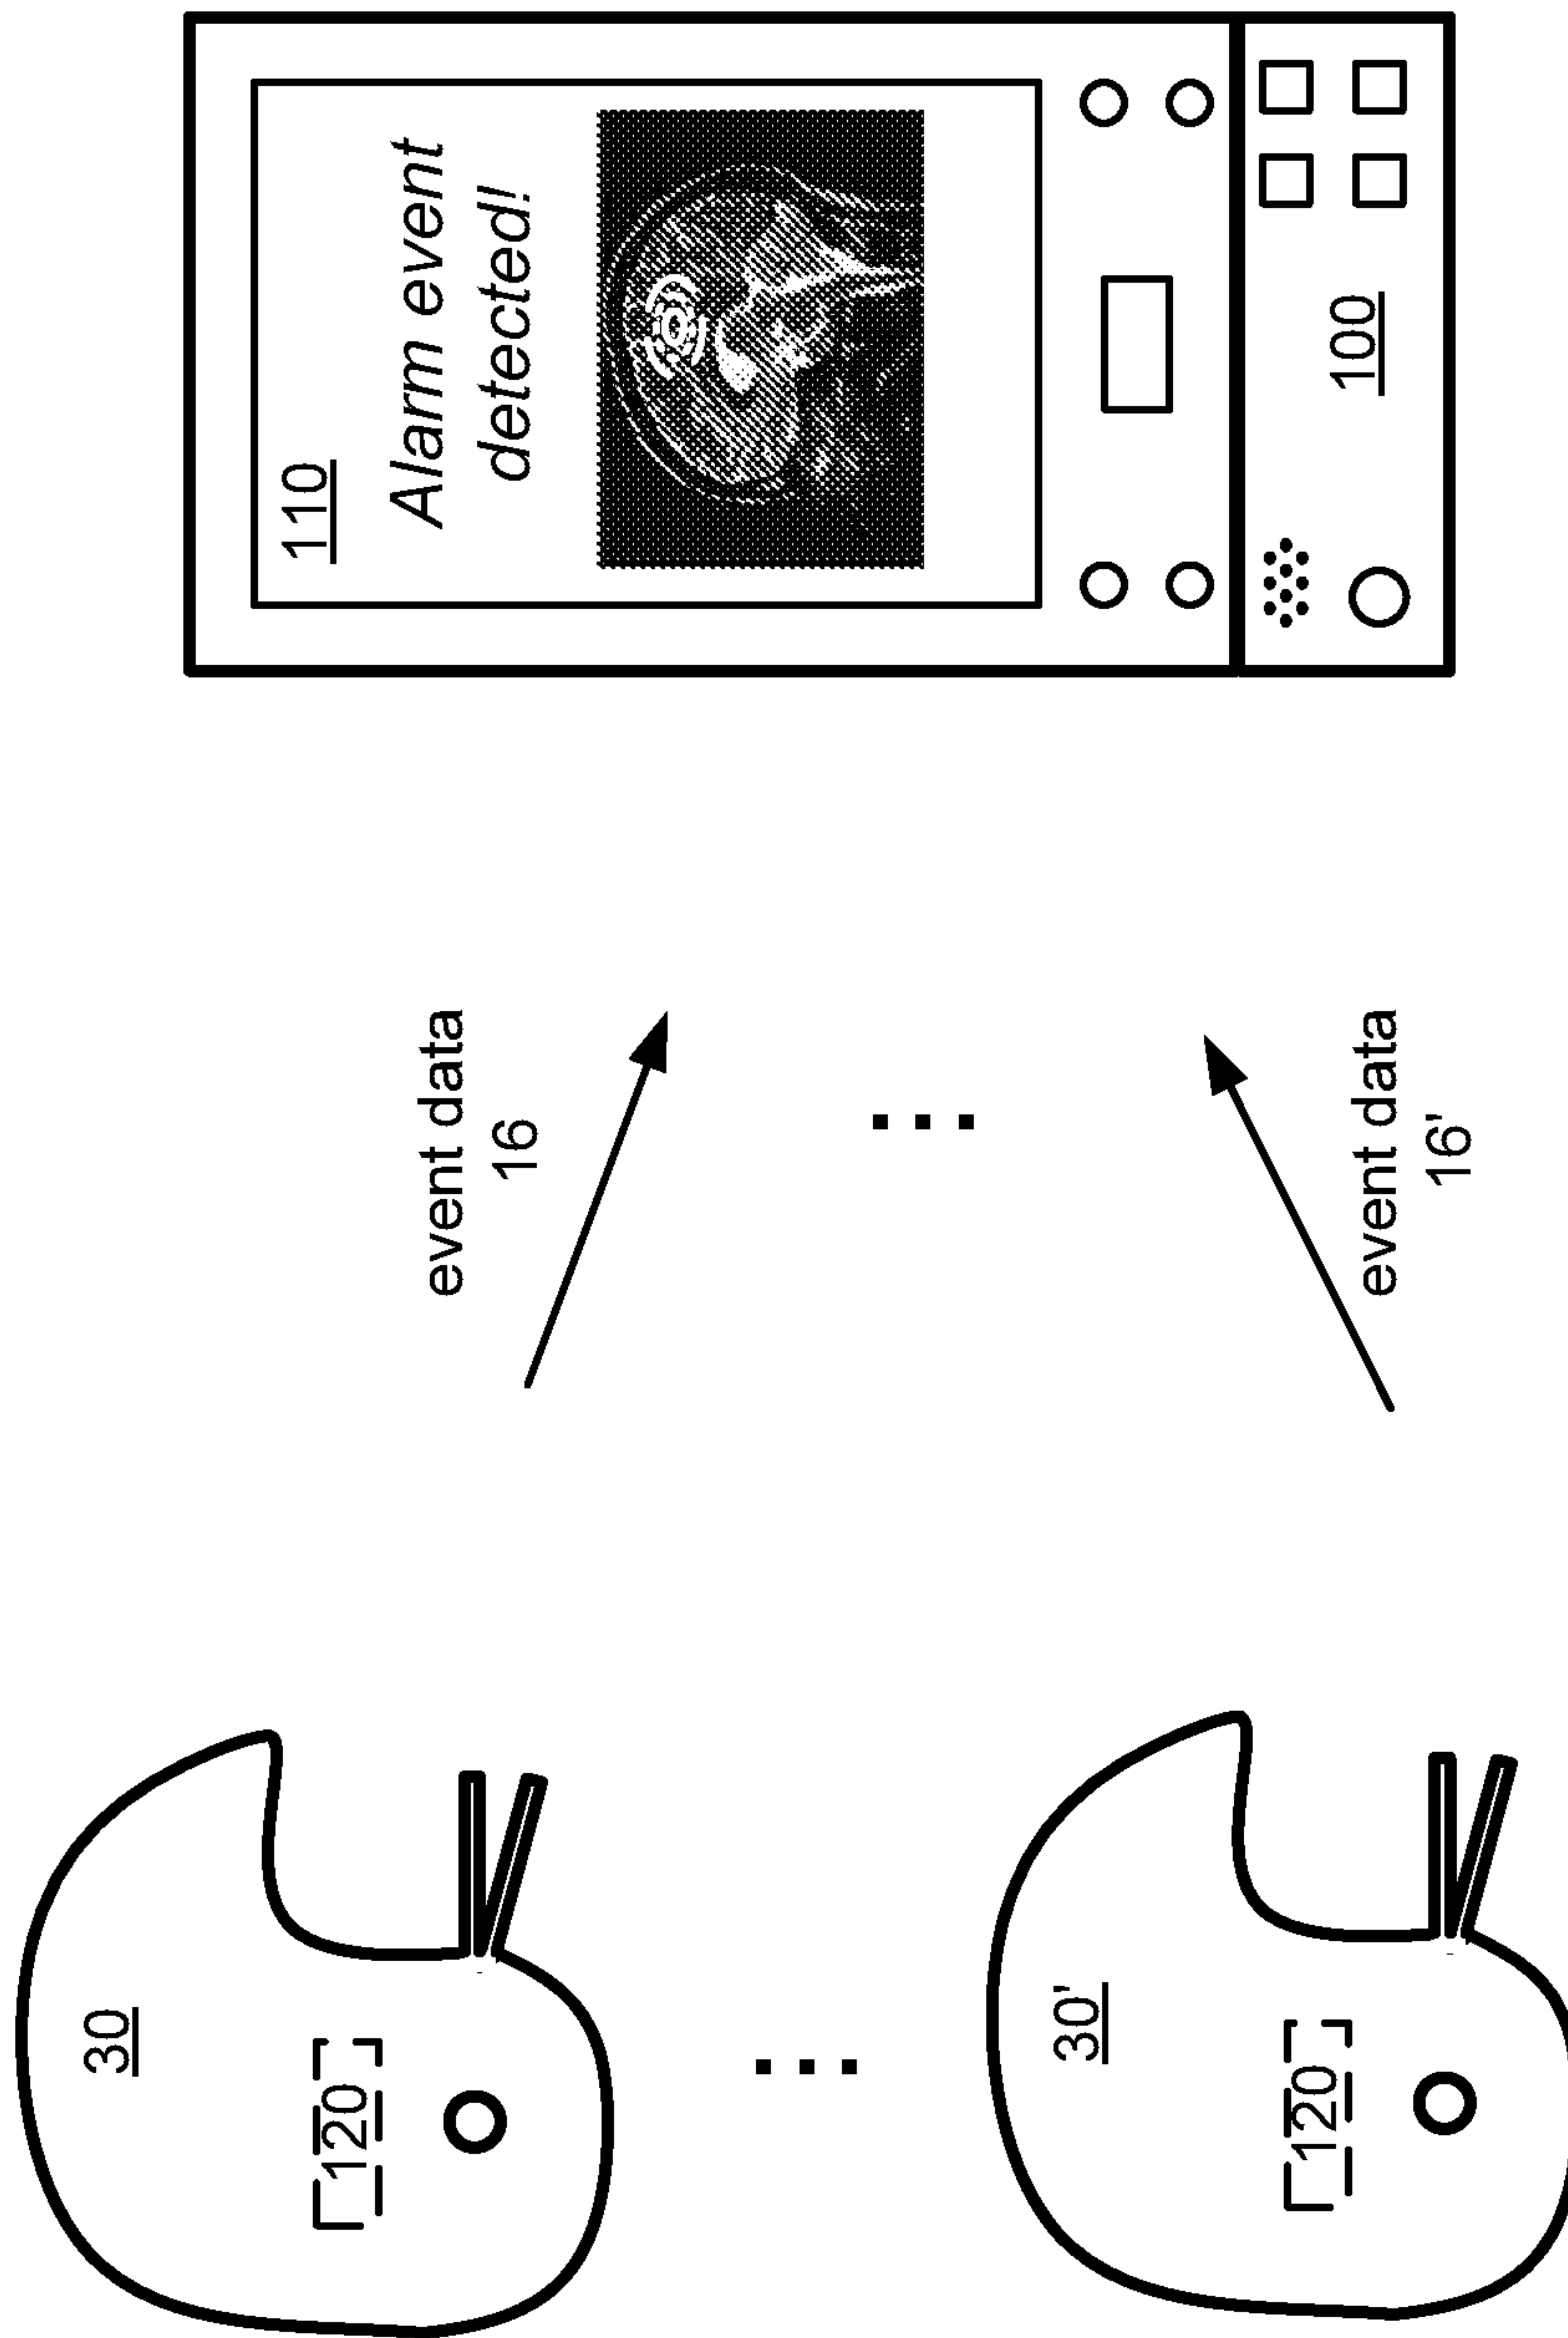 30
120
event data
16
30'
120
event data
16'
110
Alarm event
detected!
100